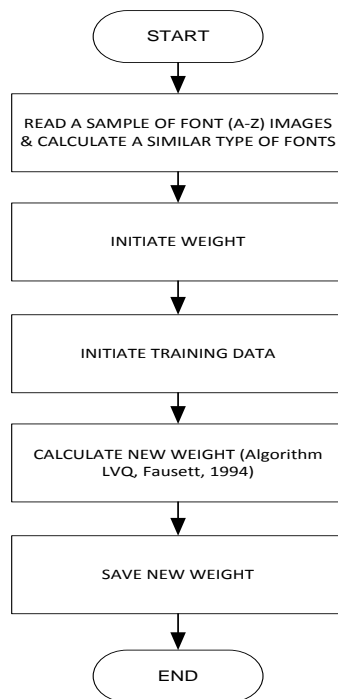 START
READ A SAMPLE OF FONT (A-Z) IMAGES
& CALCULATE A SIMILAR TYPE OF FONTS
INITIATE WEIGHT
INITIATE TRAINING DATA
CALCULATE NEW WEIGHT (Algorithm
LVQ, Fausett, 1994)
SAVE NEW WEIGHT
END